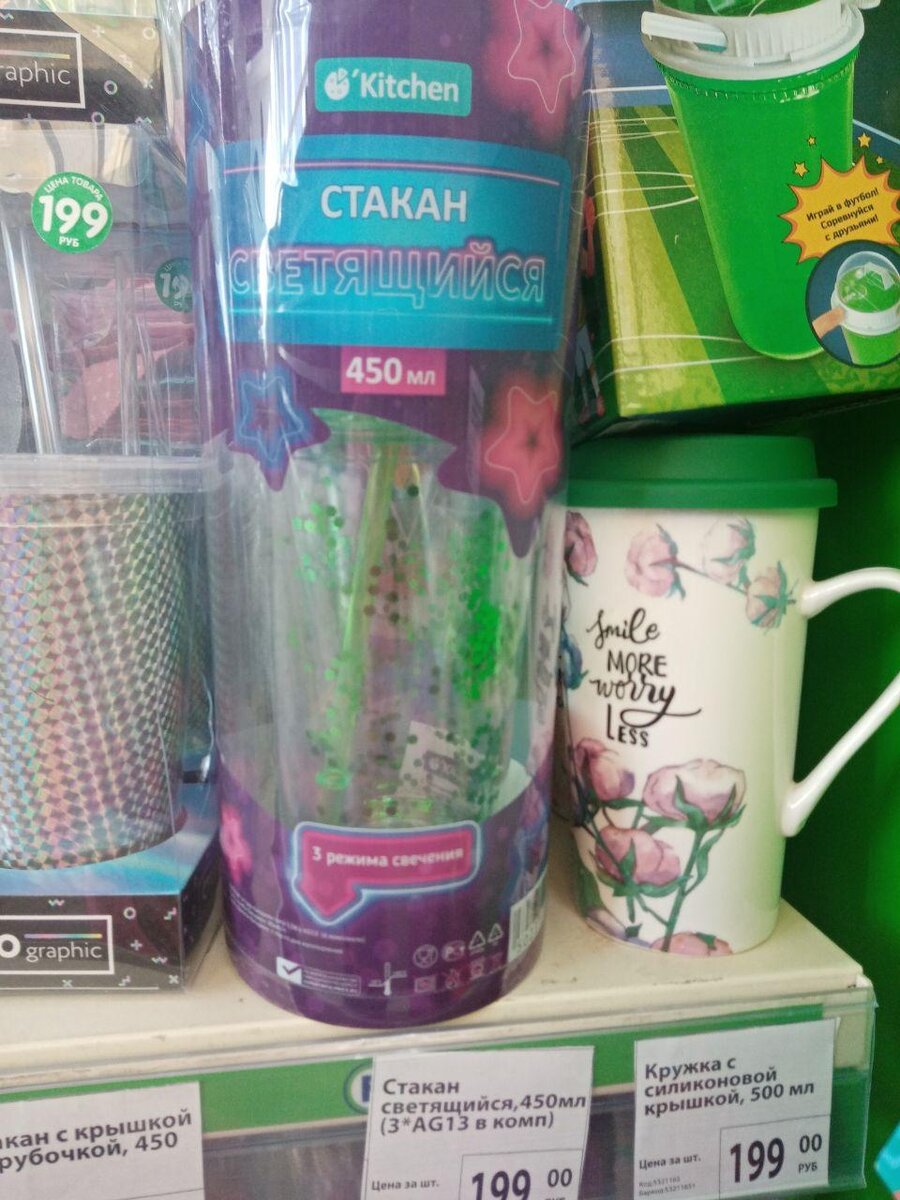 graphic
ЦЕНА ТОВАРА
199
РУБ
'Kitchen
СТАКАН
СВЕТЯЩИЙСЯ
450 мл
Играй в футбол!
Соревнуйся
с друзьями!
smile
MORE
worry
LESS
3 режима свечения
graphic
с крышкой
450
Стакан
светящийся,450мл
(3*AG13 в комп)
Цена за шт.
199 00
Кружка с
силиконовой
крышкой, 500 мл
Цена за шт.
199 00
РУБ